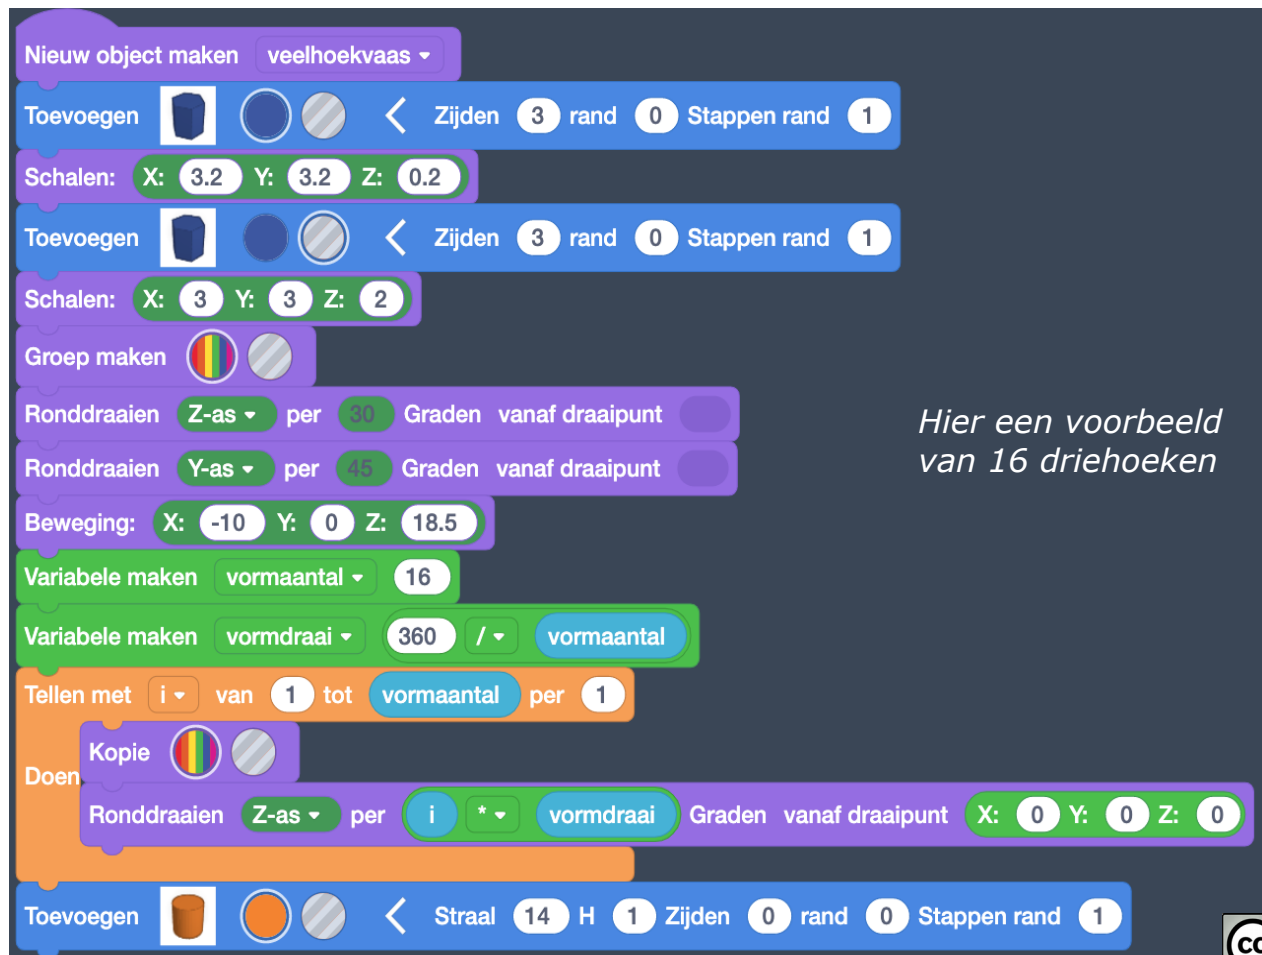 Nieuw object maken veelhoekvaas
Toevoegen Zijden 3 rand 0 Stappen rand 1
Schalen: X: 3.2 Y: 3.2 Z: 0.2
Toevoegen Zijden 3 rand 0 Stappen rand 1
Schalen: X: 3 Y: 3 Z: 2
Groep maken
Ronddraaien Z-as per 30 Graden vanaf draaipunt
Ronddraaien Y-as per 45 Graden vanaf draaipunt
Hier een voorbeeld
van 16 driehoeken
Beweging: X: -10 Y: 0 Z: 18.5
Variabele maken vormaantal 16
Variabele maken vormdraai 360 / vormaantal
Tellen met i van 1 tot vormaantal per 1
Doen
Kopie
Ronddraaien Z-as per i * vormdraai Graden vanaf draaipunt X: 0 Y: 0 Z: 0
Toevoegen Straal 14 H 1 Zijden 0 rand 0 Stappen rand 1
cc